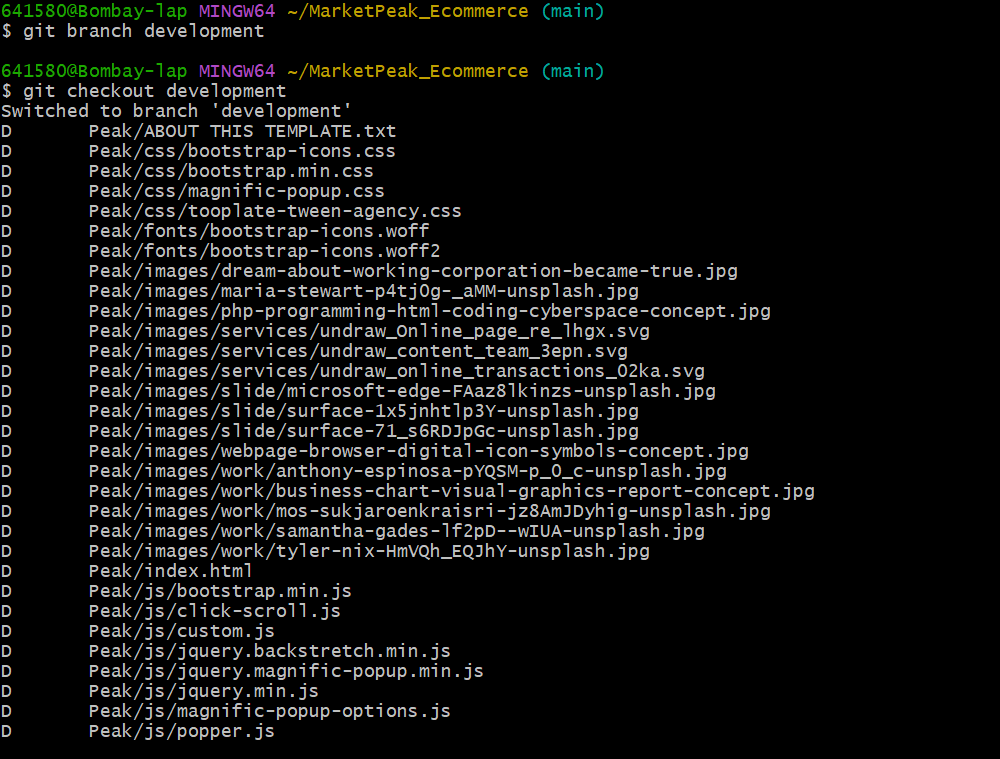 641580@Bombay-lap MINGW64 ~/MarketPeak_Ecommerce (main)
$ git branch development
641580@Bombay-lap MINGW64 ~/MarketPeak_Ecommerce (main)
$ git checkout development
Switched to branch 'development'
D       Peak/ABOUT THIS TEMPLATE.txt
D       Peak/css/bootstrap-icons.css
D       Peak/css/bootstrap.min.css
D       Peak/css/magnific-popup.css
D       Peak/css/tooplate-tween-agency.css
D       Peak/fonts/bootstrap-icons.woff
D       Peak/fonts/bootstrap-icons.woff2
D       Peak/images/dream-about-working-corporation-became-true.jpg
D       Peak/images/maria-stewart-p4tj0g-_aMM-unsplash.jpg
D       Peak/images/php-programming-html-coding-cyberspace-concept.jpg
D       Peak/images/services/undraw_Online_page_re_lhgx.svg
D       Peak/images/services/undraw_content_team_3epn.svg
D       Peak/images/services/undraw_online_transactions_02ka.svg
D       Peak/images/slide/microsoft-edge-FAaz8lkinzs-unsplash.jpg
D       Peak/images/slide/surface-1x5jnhtlp3Y-unsplash.jpg
D       Peak/images/slide/surface-71_s6RDJpGc-unsplash.jpg
D       Peak/images/webpage-browser-digital-icon-symbols-concept.jpg
D       Peak/images/work/anthony-espinosa-pYQSM-p_O_c-unsplash.jpg
D       Peak/images/work/business-chart-visual-graphics-report-concept.jpg
D       Peak/images/work/mos-sukjaroenkraisri-jz8AmJDyhig-unsplash.jpg
D       Peak/images/work/samantha-gades-lf2pD--wIUA-unsplash.jpg
D       Peak/images/work/tyler-nix-HmVQh_EQJhY-unsplash.jpg
D       Peak/index.html
D       Peak/js/bootstrap.min.js
D       Peak/js/click-scroll.js
D       Peak/js/custom.js
D       Peak/js/jquery.backstretch.min.js
D       Peak/js/jquery.magnific-popup.min.js
D       Peak/js/jquery.min.js
D       Peak/js/magnific-popup-options.js
D       Peak/js/popper.js